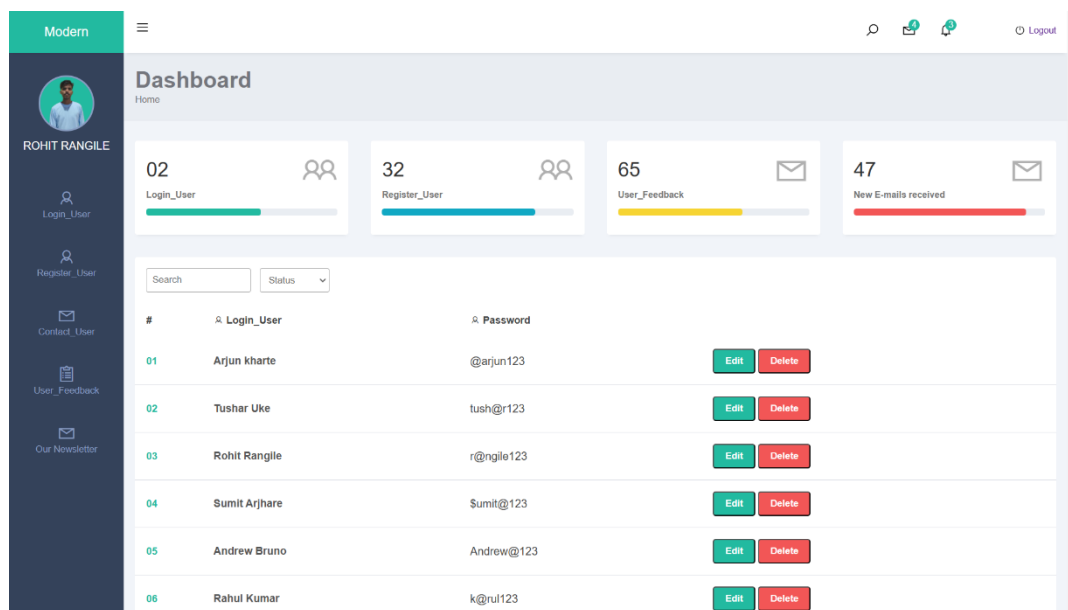 Modern
4 3 Logout
Dashboard
Home
ROHIT RANGILE
Login_User
Register_User
Contact_User
User_Feedback
Our Newsletter
02
Login_User
32
Register_User
65
User_Feedback
47
New E-mails received
Search Status
# Login_User Password
01 Arjun kharte @arjun123 Edit Delete
02 Tushar Uke tush@r123 Edit Delete
03 Rohit Rangile r@ngile123 Edit Delete
04 Sumit Arjhare $umit@123 Edit Delete
05 Andrew Bruno Andrew@123 Edit Delete
06 Rahul Kumar k@rul123 Edit Delete